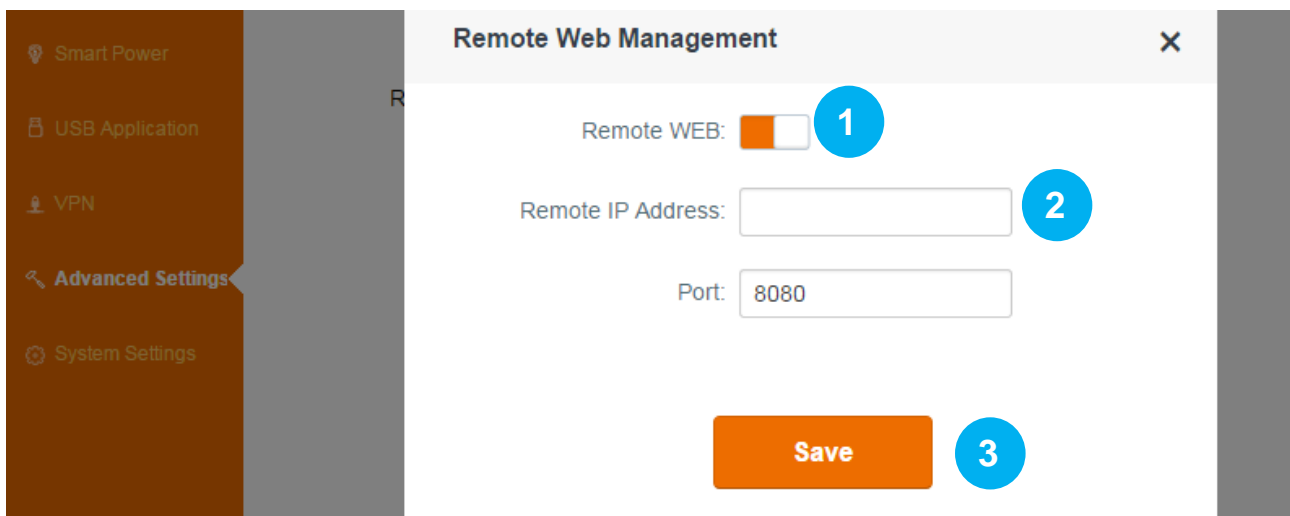 Smart Power
USB Application
VPN
Advanced Settings
System Settings
R
Remote Web Management
Remote WEB: 1
Remote IP Address: 2
Port: 8080
Save 3